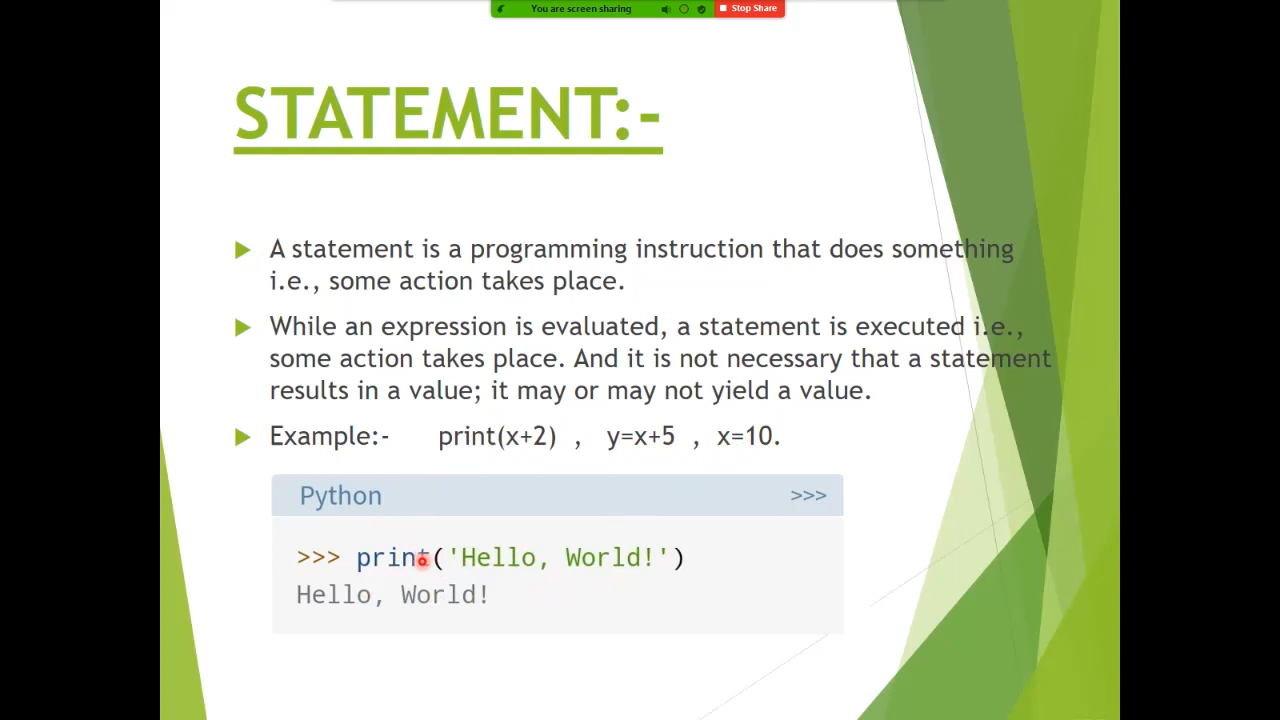 You are screen sharing
Stop Share
STATEMENT:-
A statement is a programming instruction that does something
i.e., some action takes place.
While an expression is evaluated, a statement is executed i.e.,
some action takes place. And it is not necessary that a statement
results in a value; it may or may not yield a value.
Example:- print(x+2) , y=x+5 , x=10.
Python >>>
>>> print('Hello, World!')
Hello, World!